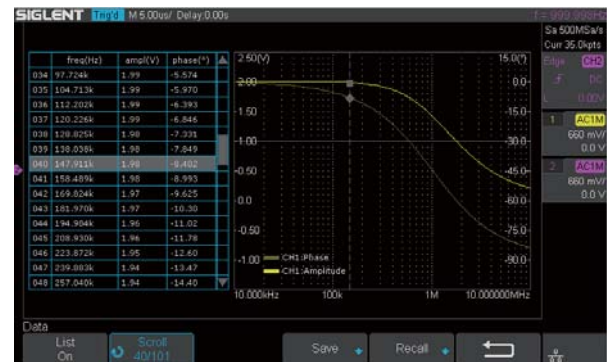 SIGLENT Trig'd M 5.00us/ Delay:0.00s f = 999.998Hz
Sa 500MSa/s
Curr 35.0kpts
Edge CH2
DC
L 0.00V
1 AC1M
660 mV/
0.0 V
2 AC1M
660 mV/
0.0 V
freq(Hz) ampl(V) phase(°)
034 97.724k 1.99 -5.574
035 104.713k 1.99 -5.970
036 112.202k 1.99 -6.393
037 120.226k 1.99 -6.846
038 128.825k 1.98 -7.331
039 138.038k 1.98 -7.849
040 147.911k 1.98 -8.402
041 158.489k 1.98 -8.993
042 169.824k 1.97 -9.625
043 181.970k 1.97 -10.30
044 194.984k 1.96 -11.02
045 208.930k 1.96 -11.78
046 223.872k 1.95 -12.60
047 239.883k 1.94 -13.47
048 257.040k 1.94 -14.40
2.50(V) 15.0(°)
2.00 0.0
1.50 -15.0
1.00 -30.0
0.50 -45.0
0.0 -60.0
-0.50 -75.0
-1.00 -90.0
CH1:Phase
CH1:Amplitude
10.000kHz 100k 1M 10.000000MHz
Data
List
On
Scroll
40/101
Save
Recall